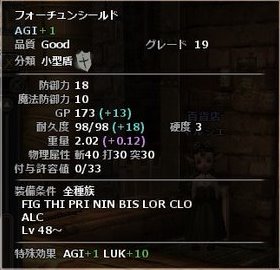 フォーチュンシールド
AGI+1
品質 Good グレード 19
分類 小型盾
防御力 18
魔法防御力 10
GP 173 (+13)
耐久度 98/98 (+18) 硬度 3
重量 2.02 (+0.12)
物理属性 斬40 打30 突30
付与許容値 0/33
装備条件 全種族
FIG THI PRI NIN BIS LOR CLO
ALC
Lv 48～
特殊効果 AGI+1 LUK+10